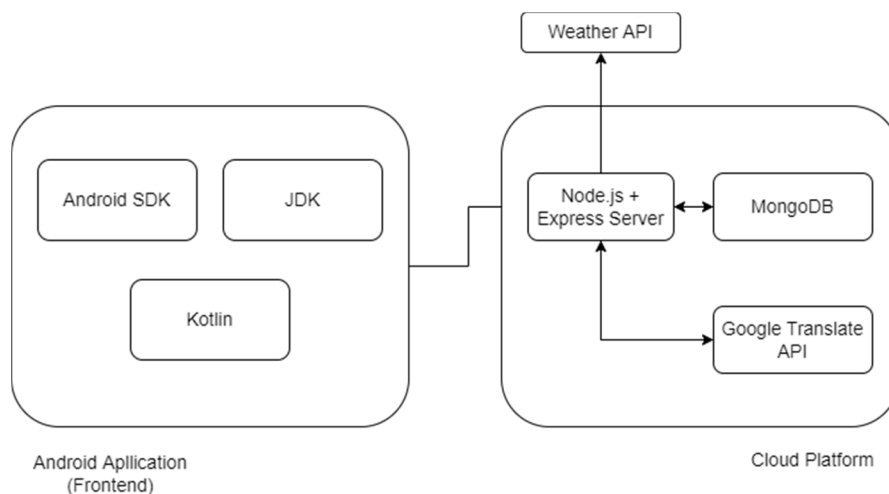 Weather API
Android SDK
JDK
Kotlin
Node.js +
Express Server
MongoDB
Google Translate
API
Android Apllication
(Frontend)
Cloud Platform